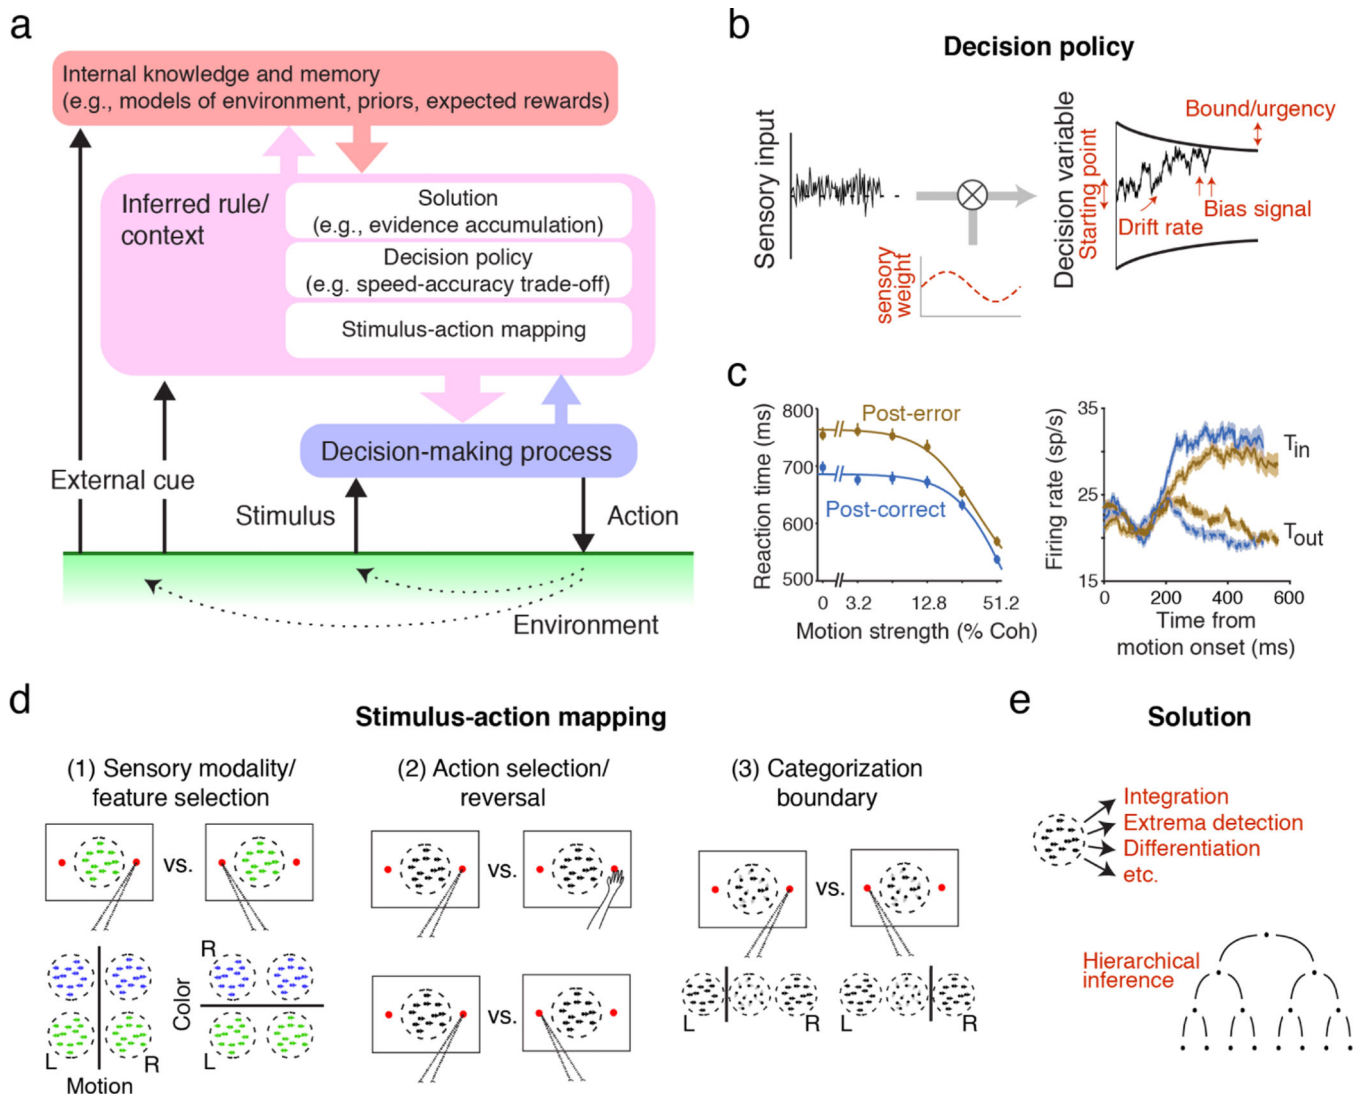 a
Internal knowledge and memory
(e.g., models of environment, priors, expected rewards)
Inferred rule/
context
Solution
(e.g., evidence accumulation)
Decision policy
(e.g. speed-accuracy trade-off)
Stimulus-action mapping
Decision-making process
External cue
Stimulus
Action
Environment
b
Decision policy
Sensory input
sensory
weight
Decision variable
Starting point
Bound/urgency
Drift rate
Bias signal
c
Reaction time (ms)
800
700
600
500
Post-error
Post-correct
0
3.2
12.8
51.2
Motion strength (% Coh)
Firing rate (sp/s)
35
25
15
Tin
Tout
0
200
400
600
Time from
motion onset (ms)
d
Stimulus-action mapping
(1) Sensory modality/
feature selection
vs.
L
R
Motion
Color
R
L
(2) Action selection/
reversal
vs.
vs.
(3) Categorization
boundary
vs.
L
R
L
R
e
Solution
Integration
Extrema detection
Differentiation
etc.
Hierarchical
inference